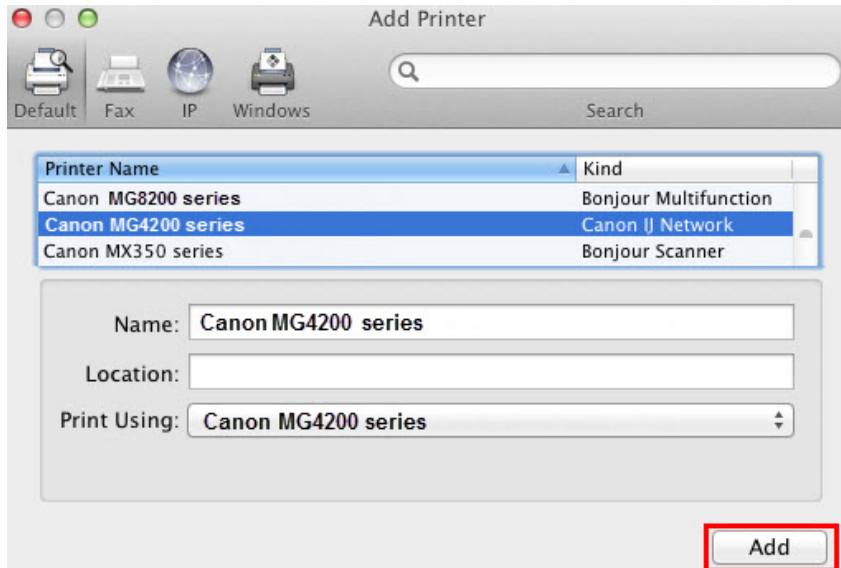 Add Printer
Default Fax IP Windows Search
Printer Name Kind
Canon MG8200 series Bonjour Multifunction
Canon MG4200 series Canon IJ Network
Canon MX350 series Bonjour Scanner
Name: Canon MG4200 series
Location:
Print Using: Canon MG4200 series
Add